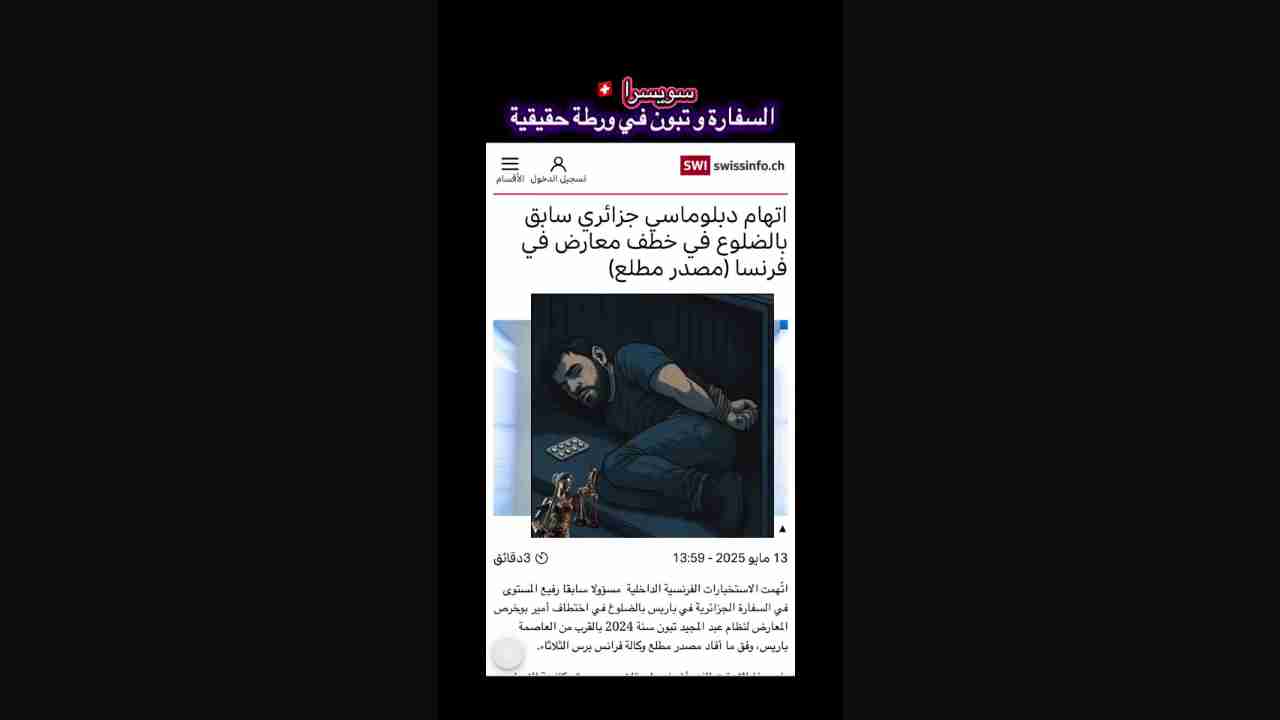 سويسرا
السفارة و تبون في ورطة حقيقية
SWI swissinfo.ch
تسجيل الدخول
الأقسام
اتهام دبلوماسي جزائري سابق
بالضلوع في خطف معارض في
فرنسا (مصدر مطلع)
13 مايو 2025 - 13:59
3دقائق
اتّهمت الاستخبارات الفرنسية الداخلية مسؤولا سابقا رفيع المستوى
في السفارة الجزائرية في باريس بالضلوع في اختطاف أمير بوخرص
المعارض لنظام عبد المجيد تبون سنة 2024 بالقرب من العاصمة
باريس، وفق ما أفاد مصدر مطلع وكالة فرانس برس الثلاثاء.